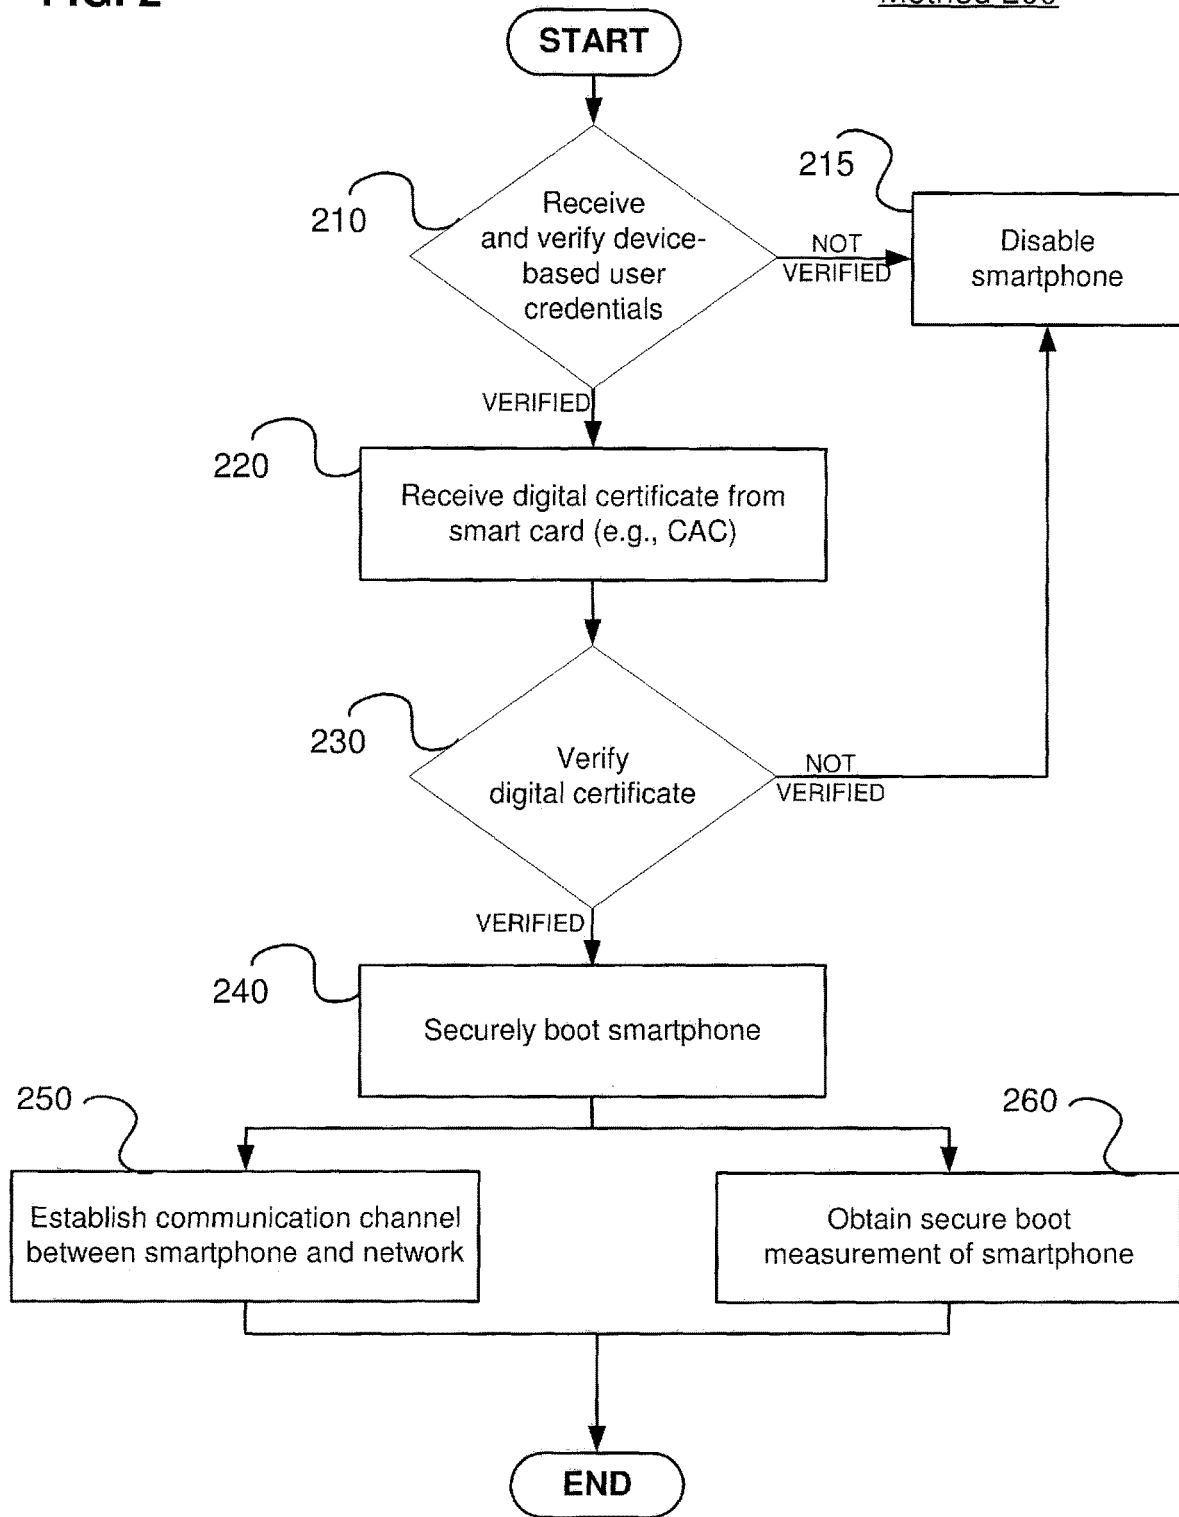 FIG. 2
Method 200
START
210
Receive
and verify device-
based user
credentials
NOT
VERIFIED
215
Disable
smartphone
VERIFIED
220
Receive digital certificate from
smart card (e.g., CAC)
230
Verify
digital certificate
NOT
VERIFIED
VERIFIED
240
Securely boot smartphone
250
Establish communication channel
between smartphone and network
260
Obtain secure boot
measurement of smartphone
END